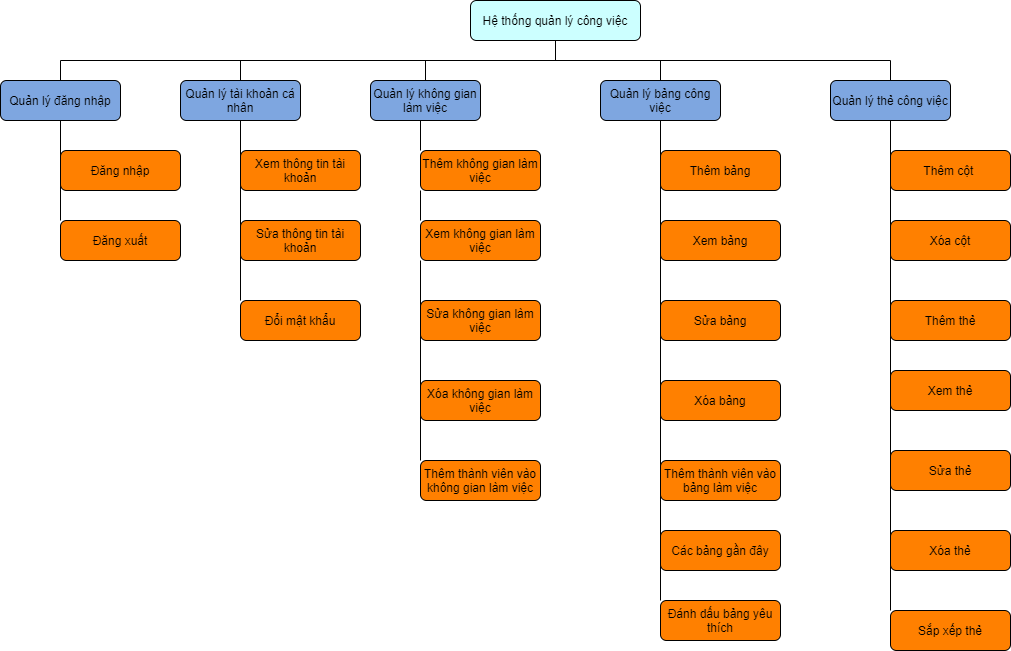 Hệ thống quản lý công việc
Quản lý đăng nhập
Quản lý tài khoản cá
nhân
Quản lý không gian
làm việc
Quản lý bảng công
việc
Quản lý thẻ công việc
Đăng nhập
Đăng xuất
Xem thông tin tài
khoản
Sửa thông tin tài
khoản
Đổi mật khẩu
Thêm không gian làm
việc
Xem không gian làm
việc
Sửa không gian làm
việc
Xóa không gian làm
việc
Thêm thành viên vào
không gian làm việc
Thêm bảng
Xem bảng
Sửa bảng
Xóa bảng
Thêm thành viên vào
bảng làm việc
Các bảng gần đây
Đánh dấu bảng yêu
thích
Thêm cột
Xóa cột
Thêm thẻ
Xem thẻ
Sửa thẻ
Xóa thẻ
Sắp xếp thẻ